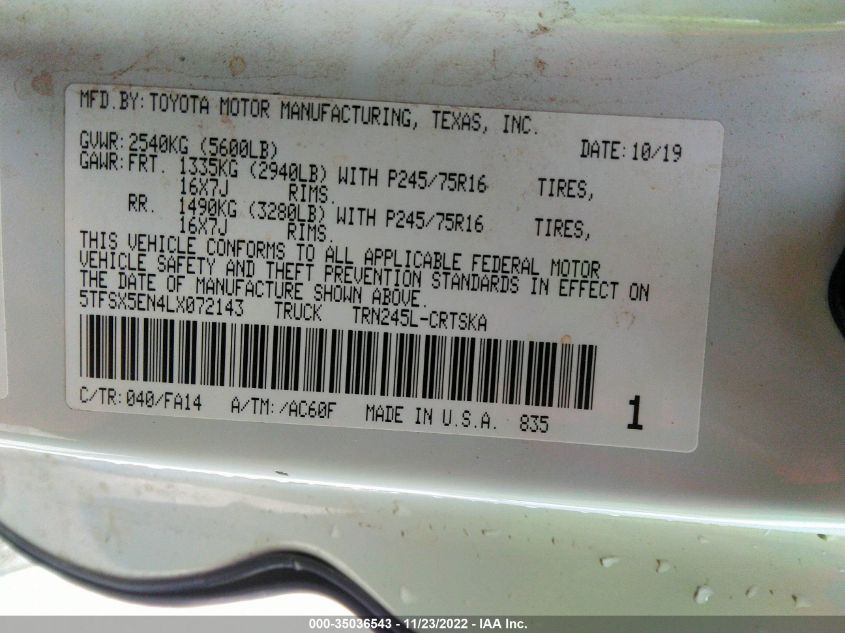 MFD.BY:TOYOTA MOTOR MANUFACTURING, TEXAS, INC.
GVWR:2540KG (5600LB) DATE:10/19
GAWR:FRT. 1335KG (2940LB) WITH P245/75R16 TIRES,
16X7J RIMS.
RR. 1490KG (3280LB) WITH P245/75R16 TIRES,
16X7J RIMS.
THIS VEHICLE CONFORMS TO ALL APPLICABLE FEDERAL MOTOR
VEHICLE SAFETY AND THEFT PREVENTION STANDARDS IN EFFECT ON
THE DATE OF MANUFACTURE SHOWN ABOVE.
5TFSX5EN4LX072143 TRUCK TRN245L-CRTSKA
C/TR:040/FA14 A/TM:/AC60F MADE IN U.S.A. 835 1
000-35036543 - 11/23/2022 - IAA Inc.